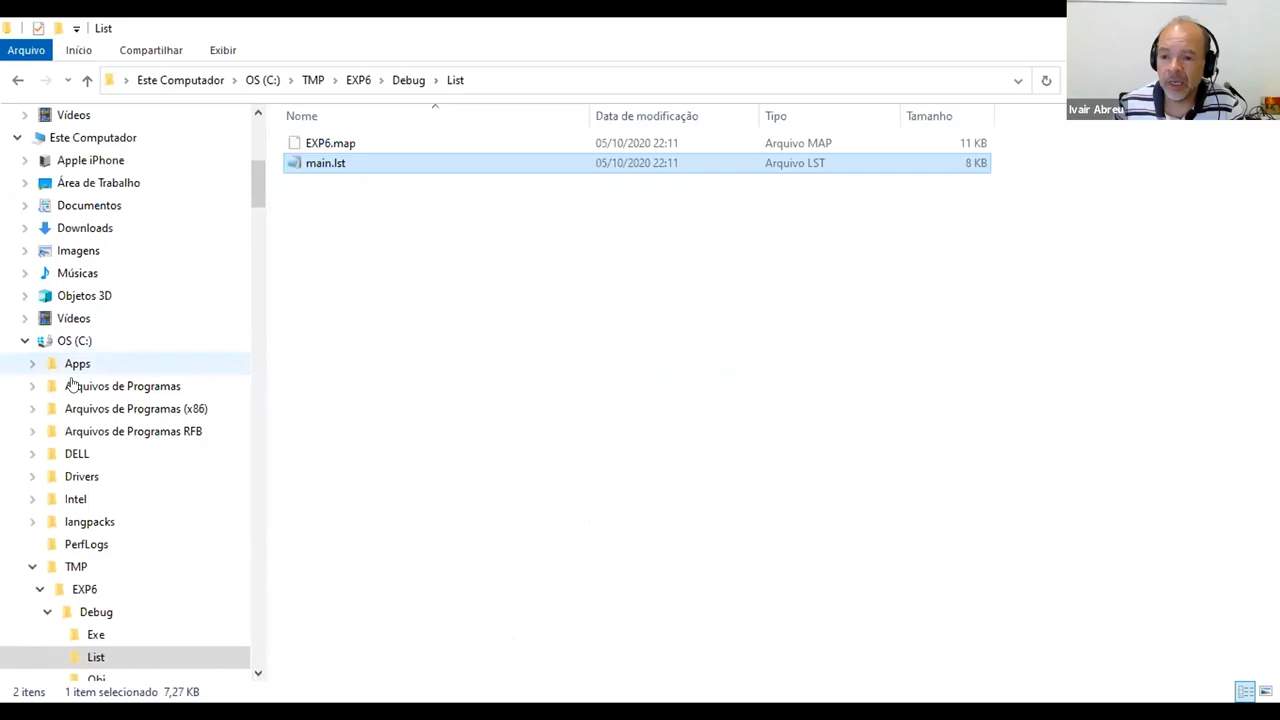 List
Arquivo Início Compartilhar Exibir
Este Computador OS (C:) TMP EXP6 Debug List
Ivair Abreu
Nome Data de modificação Tipo Tamanho
EXP6.map 05/10/2020 22:11 Arquivo MAP 11 KB
main.lst 05/10/2020 22:11 Arquivo LST 8 KB
Vídeos
Este Computador
Apple iPhone
Área de Trabalho
Documentos
Downloads
Imagens
Músicas
Objetos 3D
Vídeos
OS (C:)
Apps
Arquivos de Programas
Arquivos de Programas (x86)
Arquivos de Programas RFB
DELL
Drivers
Intel
langpacks
PerfLogs
TMP
EXP6
Debug
Exe
List
Obj
2 itens 1 item selecionado 7,27 KB